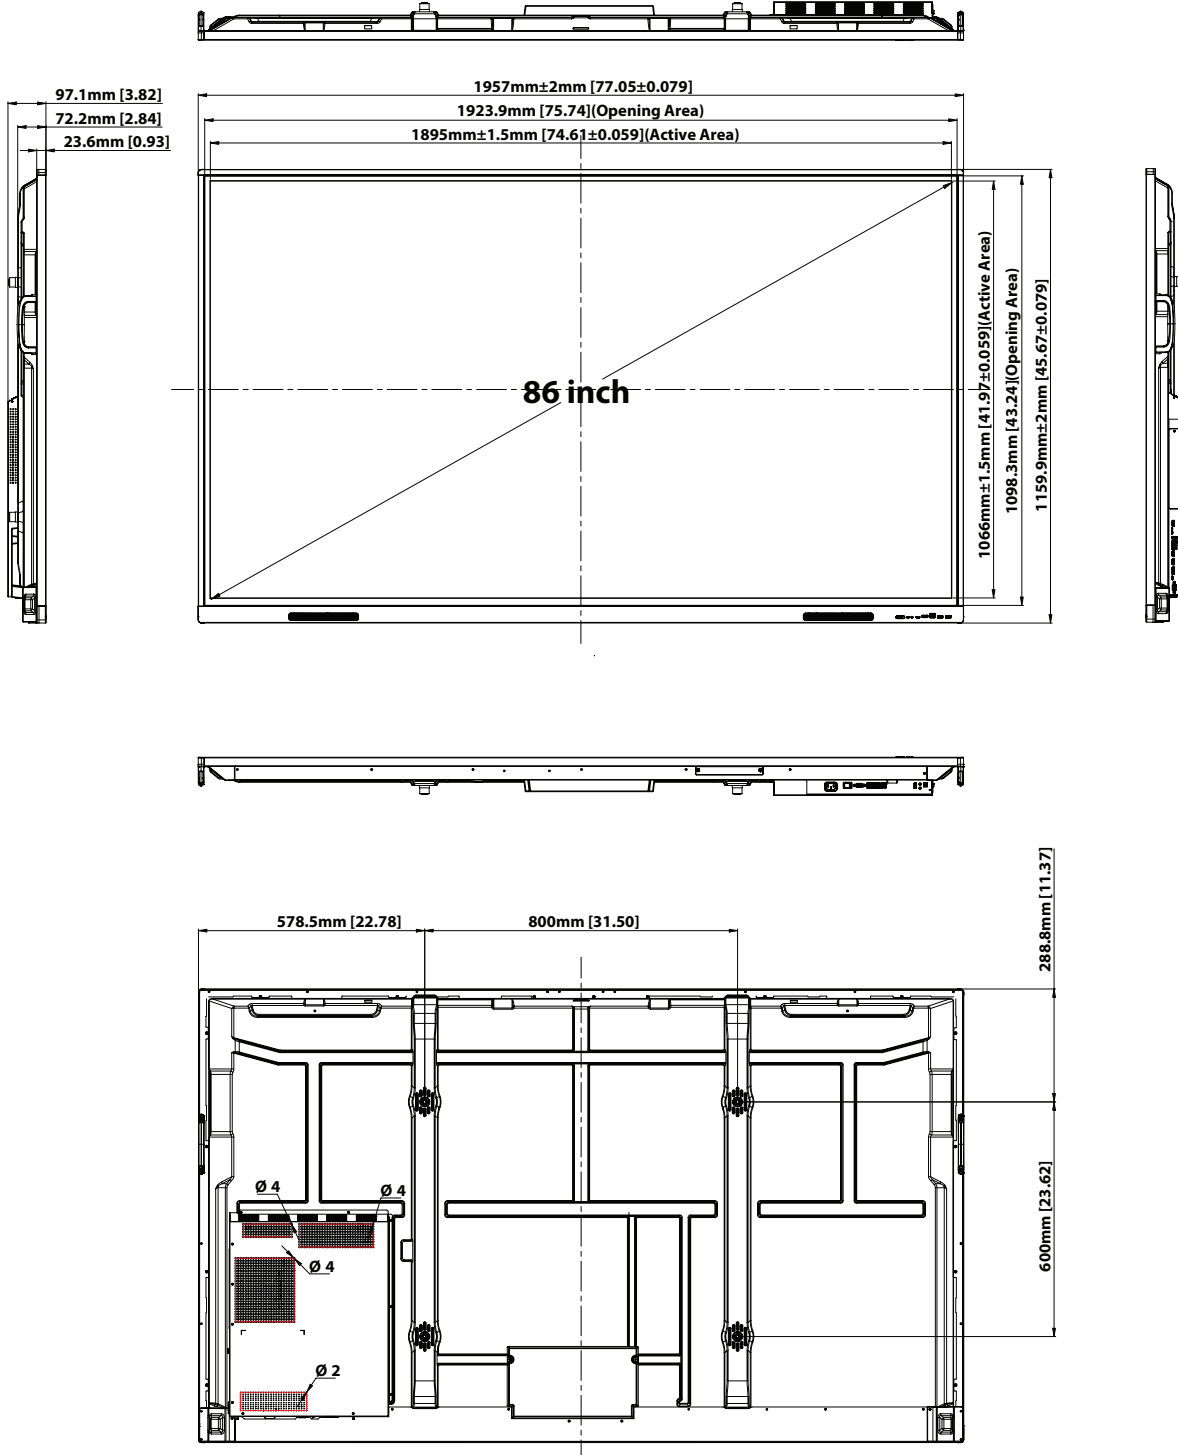 1957mm±2mm [77.05±0.079]
97.1mm [3.82]
1923.9mm [75.74](Opening Area)
72.2mm [2.84]
1895mm±1.5mm [74.61±0.059](Active Area)
23.6mm [0.93]
86 inch
1066mm±1.5mm [41.97±0.059](Active Area)
1098.3mm [43.24](Opening Area)
1159.9mm±2mm [45.67±0.079]
288.8mm [11.37]
578.5mm [22.78]
800mm [31.50]
600mm [23.62]
Ø 4
Ø 4
Ø 4
Ø 2